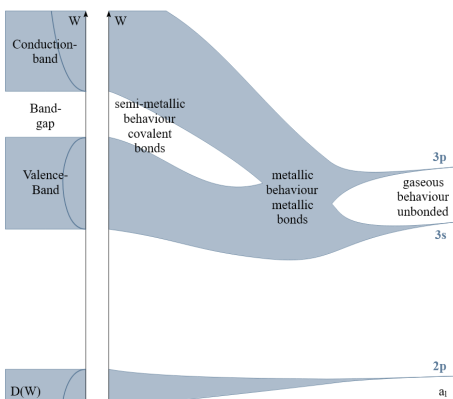 W
W
Conduction-
band
Band-
gap
Valence-
Band
semi-metallic
behaviour
covalent
bonds
metallic
behaviour
metallic
bonds
3p
gaseous
behaviour
unbonded
3s
2p
D(W)
al